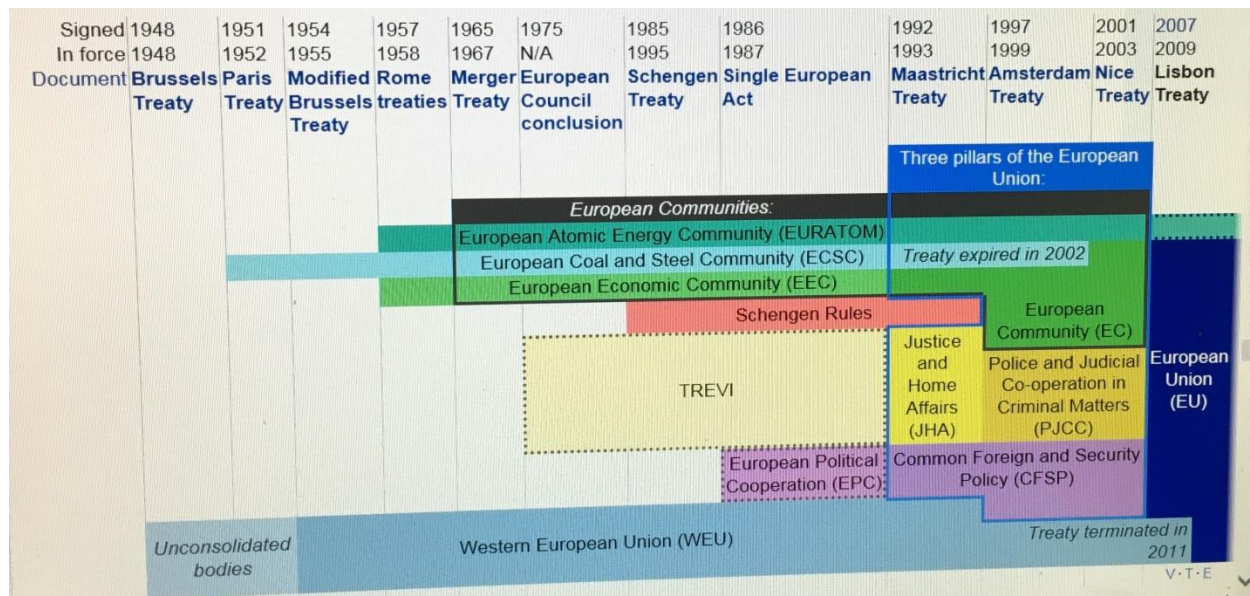 Signed 1948 1951 1954 1957 1965 1975 1985 1986 1992 1997 2001 2007
In force 1948 1952 1955 1958 1967 N/A 1995 1987 1993 1999 2003 2009
Document Brussels Paris Modified Rome Merger European Schengen Single European Maastricht Amsterdam Nice Lisbon
Treaty Treaty Brussels treaties Treaty Council Treaty Act Treaty Treaty Treaty Treaty
Treaty conclusion
Three pillars of the European
Union:
European Communities:
European Atomic Energy Community (EURATOM)
European Coal and Steel Community (ECSC) Treaty expired in 2002
European Economic Community (EEC)
Schengen Rules
European
Community (EC)
TREVI
Justice
and
Home
Affairs
(JHA)
Police and Judicial
Co-operation in
Criminal Matters
(PJCC)
European
Union
(EU)
European Political
Cooperation (EPC)
Common Foreign and Security
Policy (CFSP)
Unconsolidated
bodies
Western European Union (WEU)
Treaty terminated in
2011
V·T·E